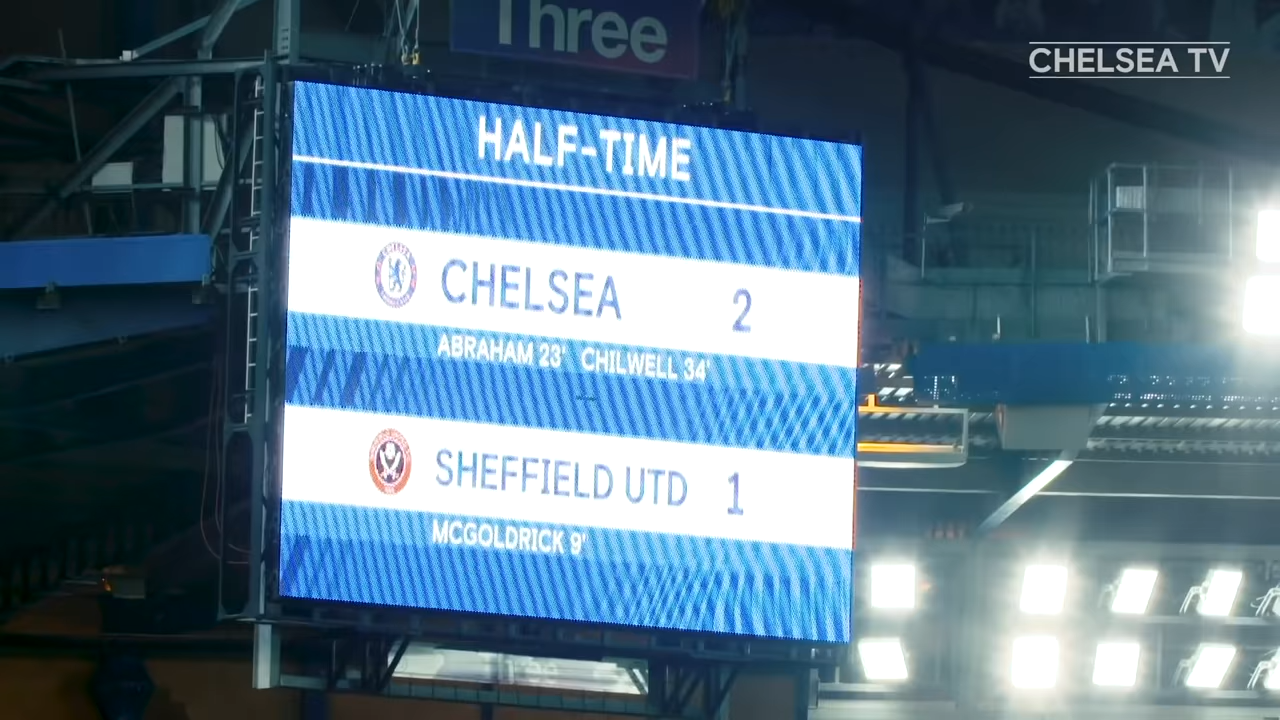 Three
CHELSEA TV
HALF-TIME
CHELSEA 2
ABRAHAM 23' CHILWELL 34'
SHEFFIELD UTD 1
MCGOLDRICK 9'